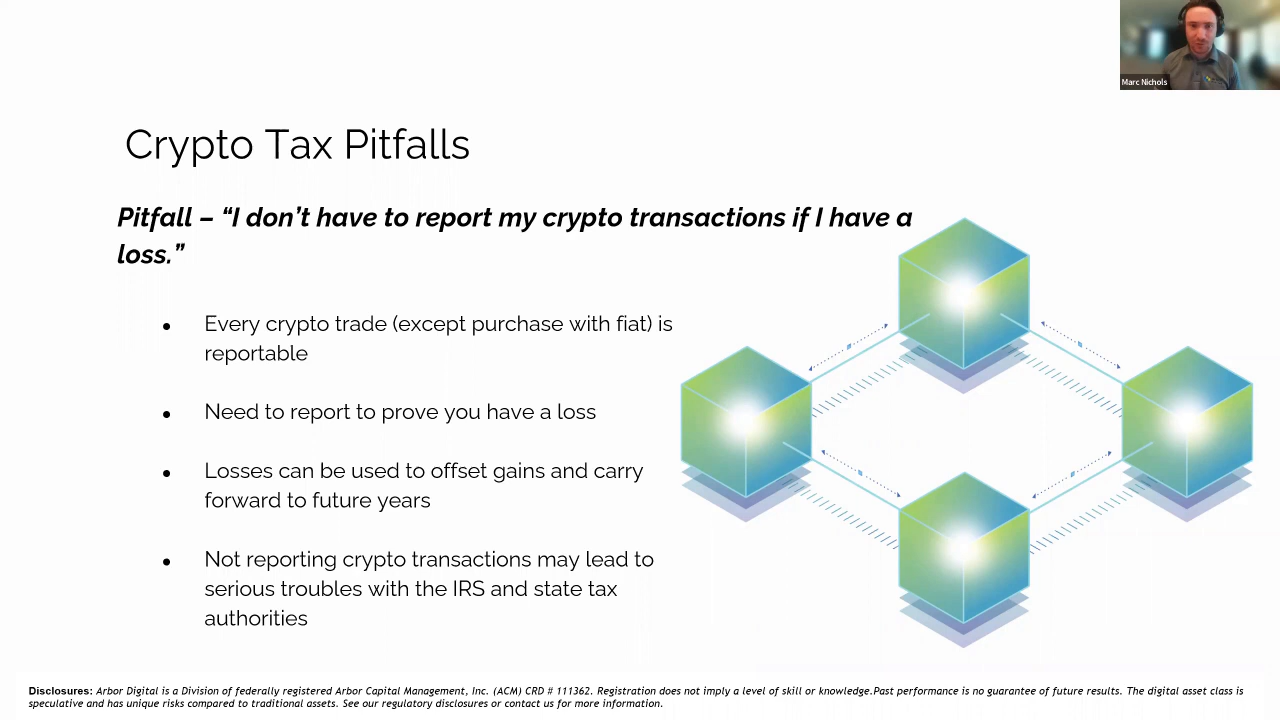 Marc Nichols
Crypto Tax Pitfalls
Pitfall – “I don’t have to report my crypto transactions if I have a
loss.”
● Every crypto trade (except purchase with fiat) is
reportable
● Need to report to prove you have a loss
● Losses can be used to offset gains and carry
forward to future years
● Not reporting crypto transactions may lead to
serious troubles with the IRS and state tax
authorities
Disclosures: Arbor Digital is a Division of federally registered Arbor Capital Management, Inc. (ACM) CRD # 111362. Registration does not imply a level of skill or knowledge.Past performance is no guarantee of future results. The digital asset class is
speculative and has unique risks compared to traditional assets. See our regulatory disclosures or contact us for more information.